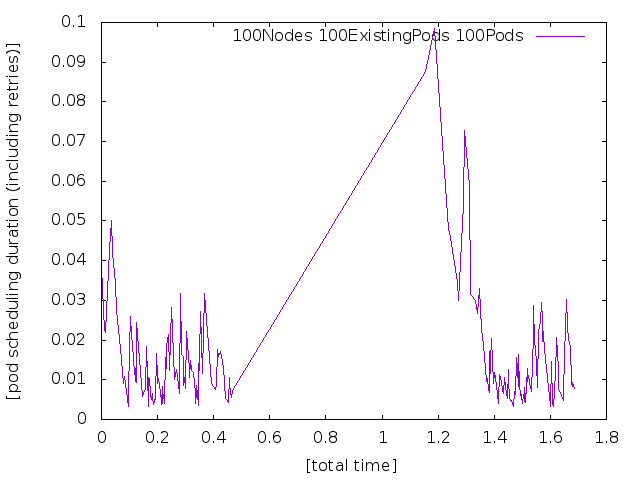 100Nodes 100ExistingPods 100Pods
[pod scheduling duration (including retries)]
0.1
0.09
0.08
0.07
0.06
0.05
0.04
0.03
0.02
0.01
0
0 0.2 0.4 0.6 0.8 1 1.2 1.4 1.6 1.8
[total time]